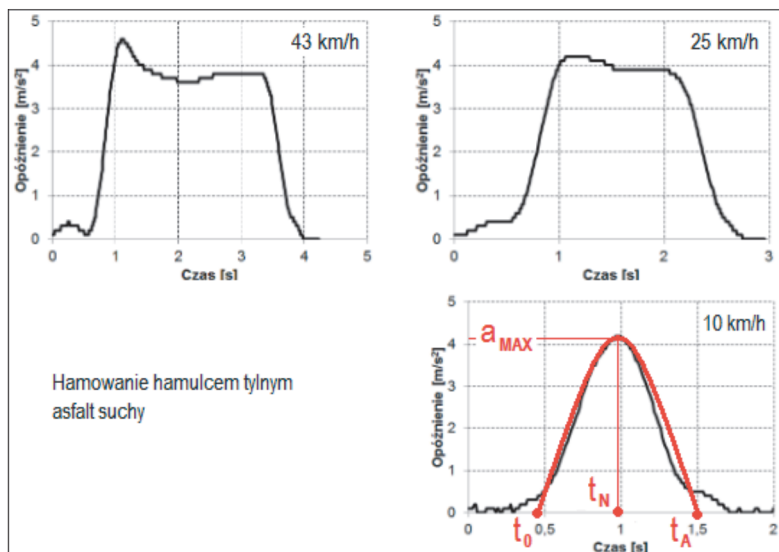 43 km/h
Opóźnienie [m/s²]
5
4
3
2
1
0
0 1 2 3 4 5
Czas [s]
25 km/h
Opóźnienie [m/s²]
5
4
3
2
1
0
0 1 2 3
Czas [s]
Hamowanie hamulcem tylnym
asfalt suchy
10 km/h
Opóźnienie [m/s²]
5
4
3
2
1
0
a MAX
t N
t 0
t A
0 0,5 1 1,5 2
Czas [s]